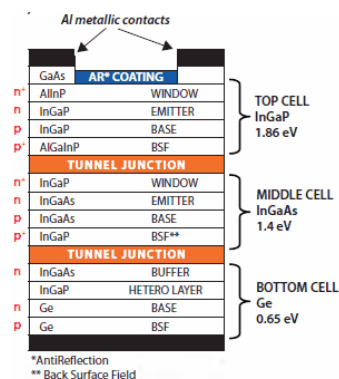 Al metallic contacts
GaAs AR* COATING
n+ AlInP WINDOW
n InGaP EMITTER
p InGaP BASE
p+ AlGaInP BSF
TOP CELL
InGaP
1.86 eV
TUNNEL JUNCTION
n+ InGaP WINDOW
n InGaAs EMITTER
p InGaAs BASE
p+ InGaP BSF**
MIDDLE CELL
InGaAs
1.4 eV
TUNNEL JUNCTION
n InGaAs BUFFER
InGaP HETERO LAYER
n Ge BASE
p Ge BSF
BOTTOM CELL
Ge
0.65 eV
*AntiReflection
** Back Surface Field